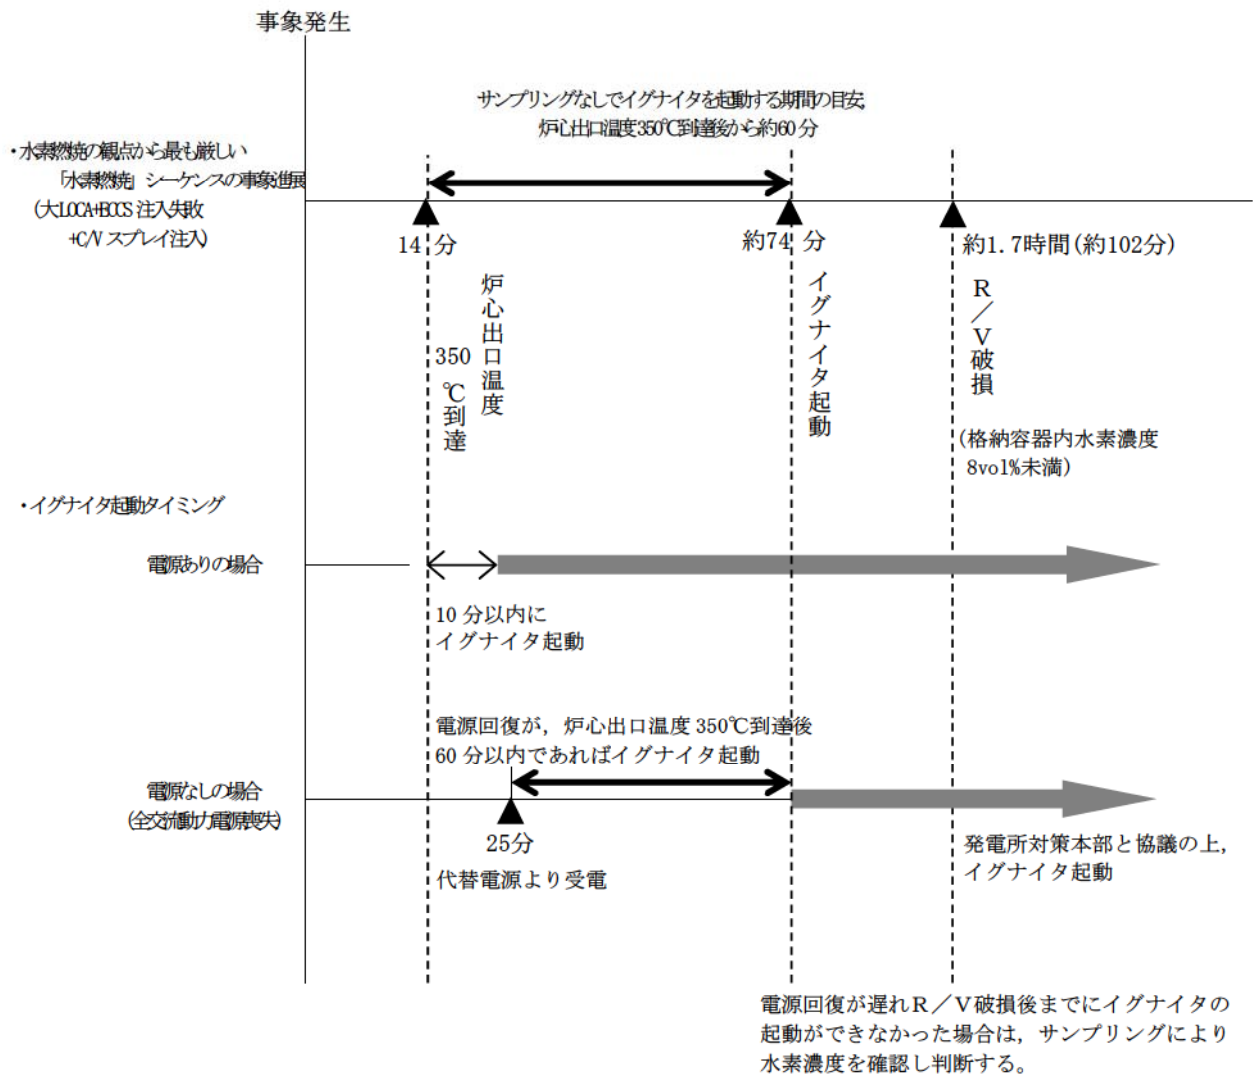 事象発生
サンプリングなしでイグナイタを起動する期間の目安,
炉心出口温度350℃到達後から約60分
・水素燃焼の観点から最も厳しい
「水素燃焼」シーケンスの事象進展
(大LOCA+ECCS注入失敗
+C/Vスプレイ注入)
14 分
約74 分
約1.7時間(約102分)
炉心出口温度
350℃到達
イグナイタ起動
R／V破損
(格納容器内水素濃度
8vol%未満)
・イグナイタ起動タイミング
電源ありの場合
10 分以内に
イグナイタ起動
電源回復が，炉心出口温度 350℃到達後
60 分以内であればイグナイタ起動
電源なしの場合
(全交流動力電源喪失)
25分
代替電源より受電
発電所対策本部と協議の上，
イグナイタ起動
電源回復が遅れR／V破損後までにイグナイタの
起動ができなかった場合は，サンプリングにより
水素濃度を確認し判断する。